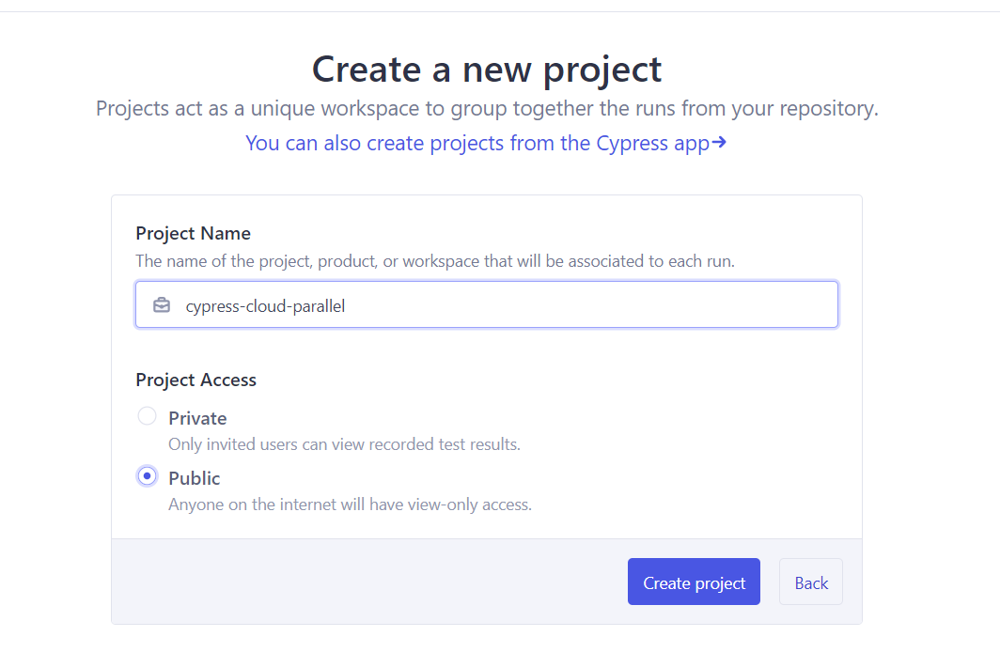 Create a new project
Projects act as a unique workspace to group together the runs from your repository.
You can also create projects from the Cypress app→
Project Name
The name of the project, product, or workspace that will be associated to each run.
cypress-cloud-parallel
Project Access
Private
Only invited users can view recorded test results.
Public
Anyone on the internet will have view-only access.
Create project
Back